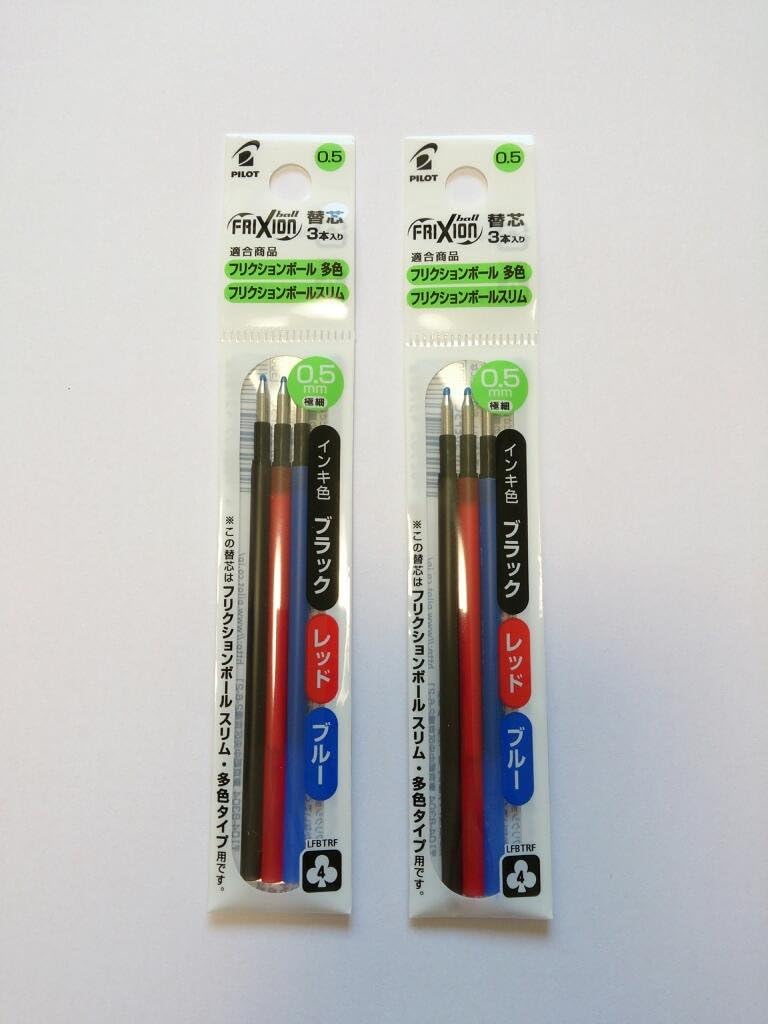 PILOT
0.5
FRIXION ball
替芯
3本入り
適合商品
フリクションボール 多色
フリクションボールスリム
0.5
mm
極細
インキ色 ブラック
レッド
ブルー
※この替芯はフリクションボール スリム・多色タイプ用です。
LFBTRF
4
PILOT
0.5
FRIXION ball
替芯
3本入り
適合商品
フリクションボール 多色
フリクションボールスリム
0.5
mm
極細
インキ色 ブラック
レッド
ブルー
※この替芯はフリクションボール スリム・多色タイプ用です。
LFBTRF
4